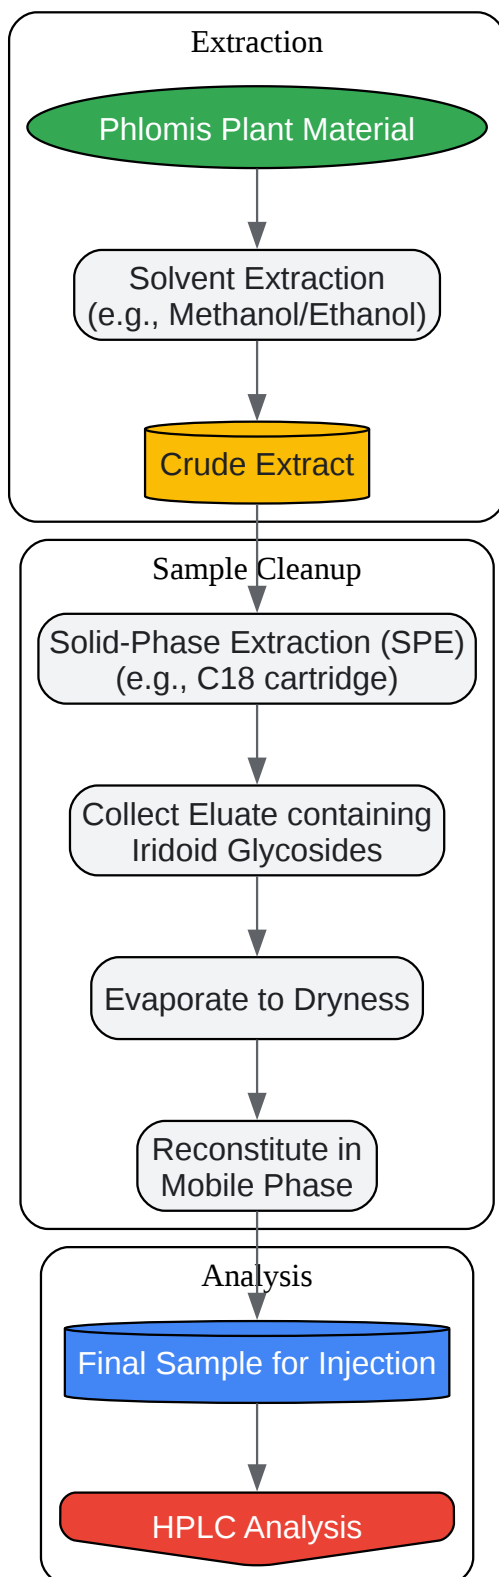 Extraction
Phlomis Plant Material
Solvent Extraction
(e.g., Methanol/Ethanol)
Crude Extract
Sample Cleanup
Solid-Phase Extraction (SPE)
(e.g., C18 cartridge)
Collect Eluate containing
Iridoid Glycosides
Evaporate to Dryness
Reconstitute in
Mobile Phase
Analysis
Final Sample for Injection
HPLC Analysis